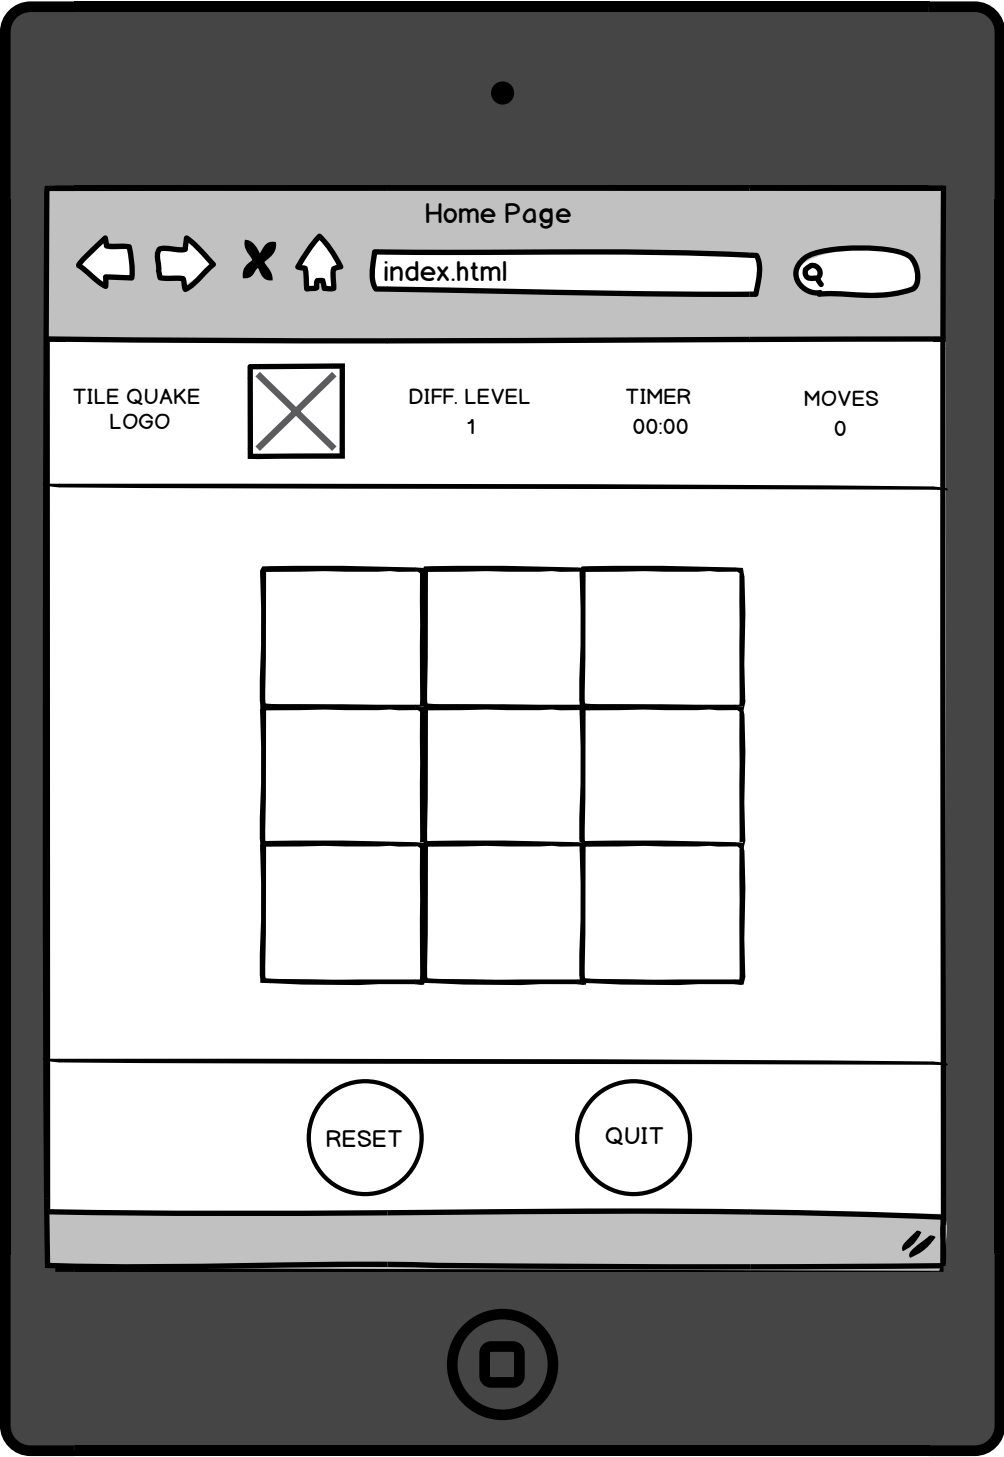 Home Page
index.html
TILE QUAKE
LOGO
DIFF. LEVEL
1
TIMER
00:00
MOVES
0
RESET
QUIT